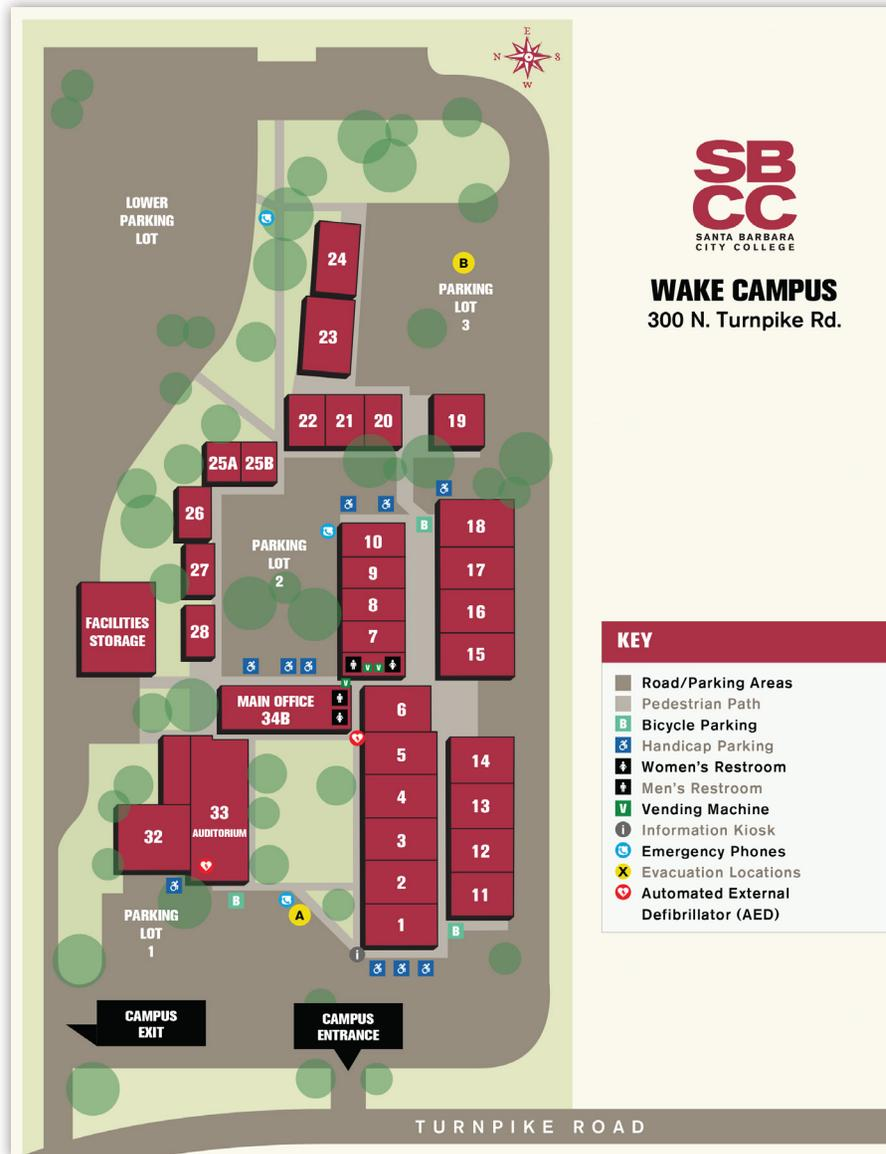 E
N
S
W
SB
CC
SANTA BARBARA
CITY COLLEGE
WAKE CAMPUS
300 N. Turnpike Rd.
LOWER
PARKING
LOT
24
B
PARKING
LOT
3
23
22
21
20
19
25A
25B
26
18
10
B
PARKING
LOT
2
9
17
27
8
16
FACILITIES
STORAGE
28
7
15
V V
V
MAIN OFFICE
34B
6
5
14
4
13
33
AUDITORIUM
32
3
12
2
11
B
A
1
B
PARKING
LOT
1
i
CAMPUS
EXIT
CAMPUS
ENTRANCE
TURNPIKE ROAD
KEY
Road/Parking Areas
Pedestrian Path
B Bicycle Parking
Handicap Parking
Women's Restroom
Men's Restroom
V Vending Machine
i Information Kiosk
Emergency Phones
X Evacuation Locations
Automated External
Defibrillator (AED)